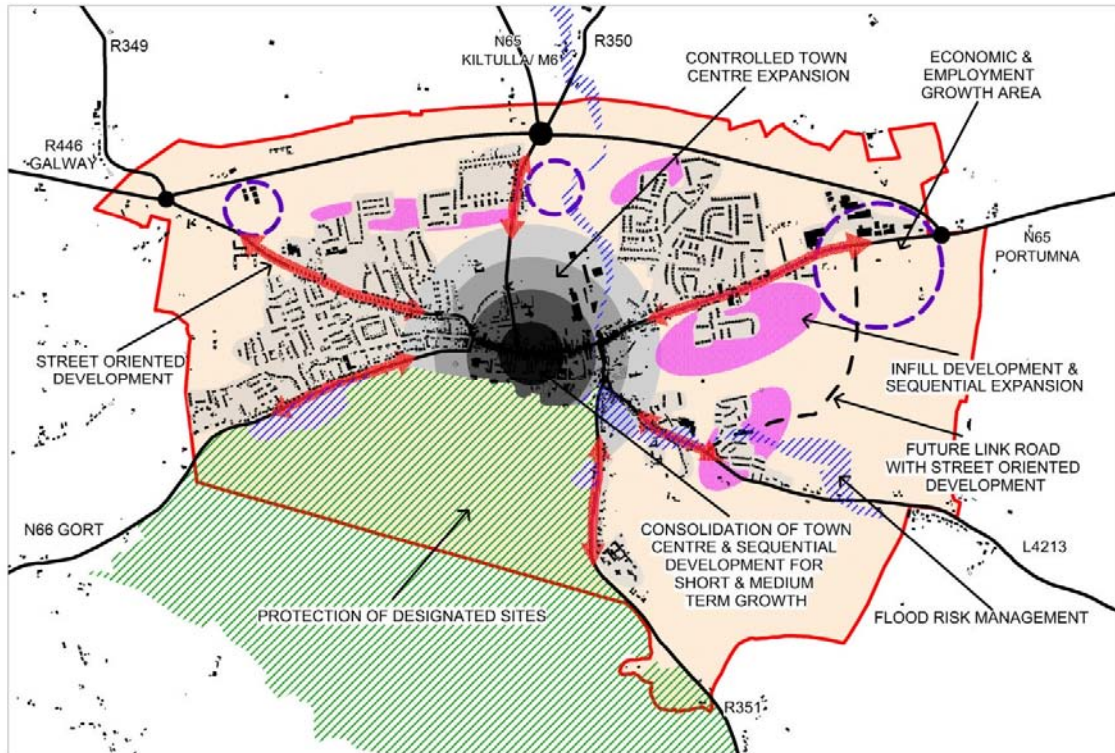 R349
N65
KILTULLA/ M6
R350
CONTROLLED TOWN
CENTRE EXPANSION
ECONOMIC &
EMPLOYMENT
GROWTH AREA
R446
GALWAY
N65
PORTUMNA
STREET ORIENTED
DEVELOPMENT
INFILL DEVELOPMENT &
SEQUENTIAL EXPANSION
FUTURE LINK ROAD
WITH STREET ORIENTED
DEVELOPMENT
N66 GORT
CONSOLIDATION OF TOWN
CENTRE & SEQUENTIAL
DEVELOPMENT FOR
SHORT & MEDIUM
TERM GROWTH
L4213
PROTECTION OF DESIGNATED SITES
FLOOD RISK MANAGEMENT
R351